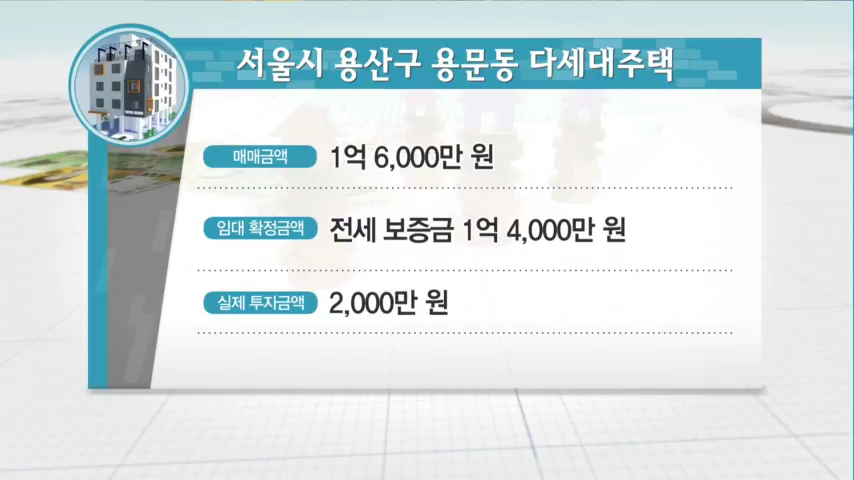 서울시 용산구 용문동 다세대주택
매매금액 1억 6,000만 원
임대 확정금액 전세 보증금 1억 4,000만 원
실제 투자금액 2,000만 원